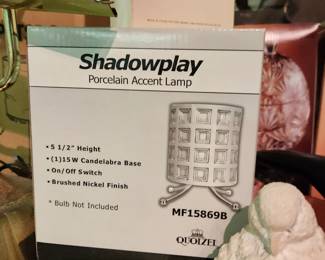 Shadowplay
Porcelain Accent Lamp
• 5 1/2" Height
• (1)15W Candelabra Base
• On/Off Switch
• Brushed Nickel Finish
* Bulb Not Included
MF15869B
QUOIZEL